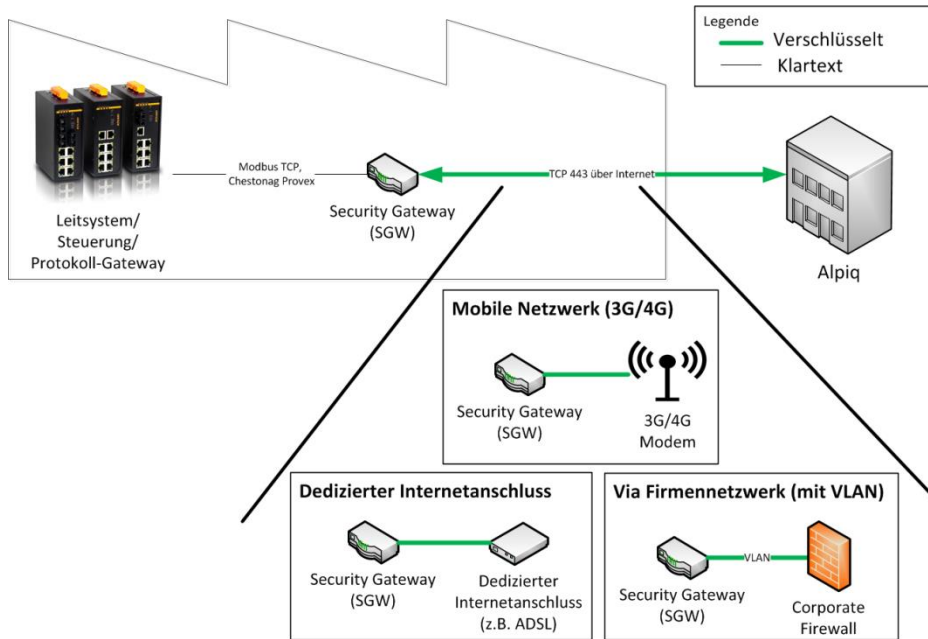 Legende
Verschlüsselt
Klartext
Modbus TCP,
Chestonag Provex
TCP 443 über Internet
Leitsystem/
Steuerung/
Protokoll-Gateway
Security Gateway
(SGW)
Alpiq
Mobile Netzwerk (3G/4G)
Security Gateway
(SGW)
3G/4G
Modem
Dedizierter Internetanschluss
Security Gateway
(SGW)
Dedizierter
Internetanschluss
(z.B. ADSL)
Via Firmennetzwerk (mit VLAN)
VLAN
Security Gateway
(SGW)
Corporate
Firewall